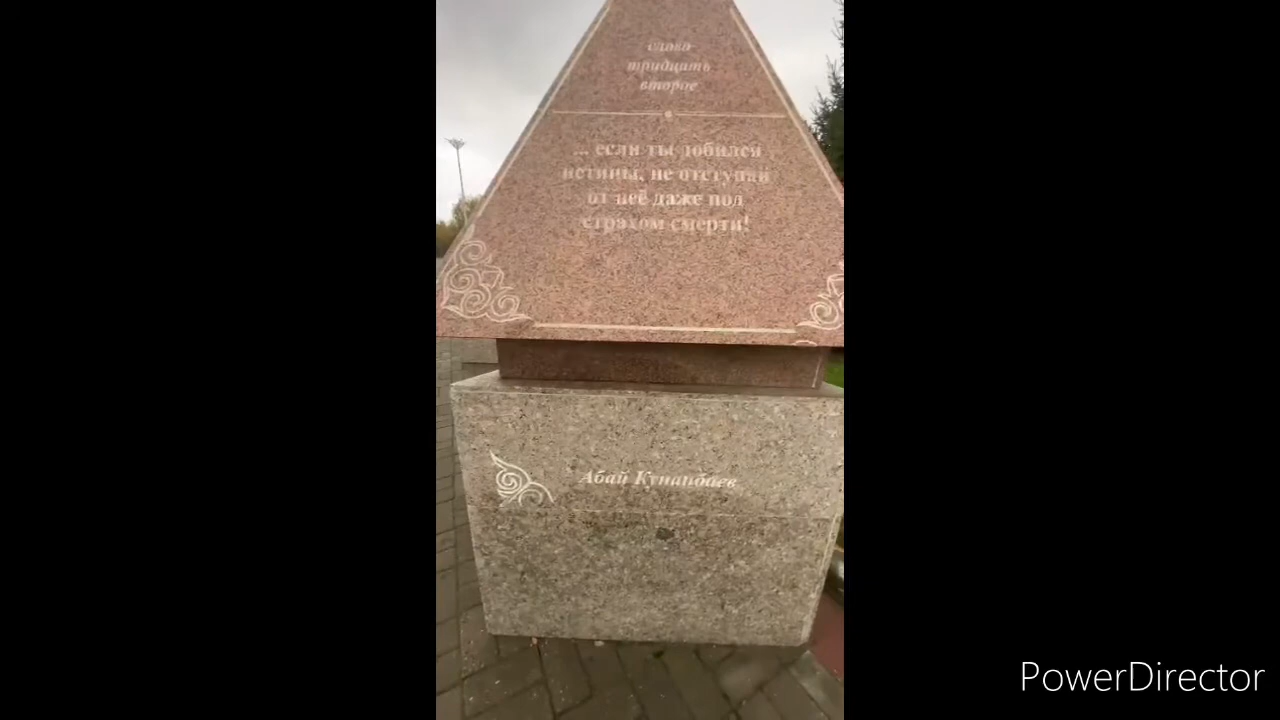 слово
тридцать
второе
... если ты добился
истины, не отступай
от неё даже под
страхом смерти!
Абай Кунанбаев
PowerDirector